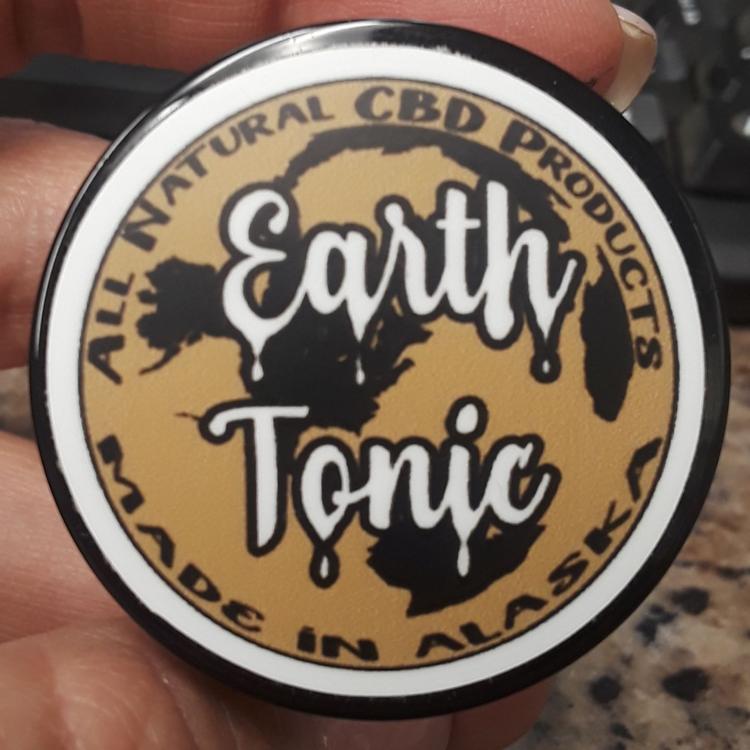 ALL NATURAL CBD PRODUCTS
Earth
Tonic
MADE iN ALASKA